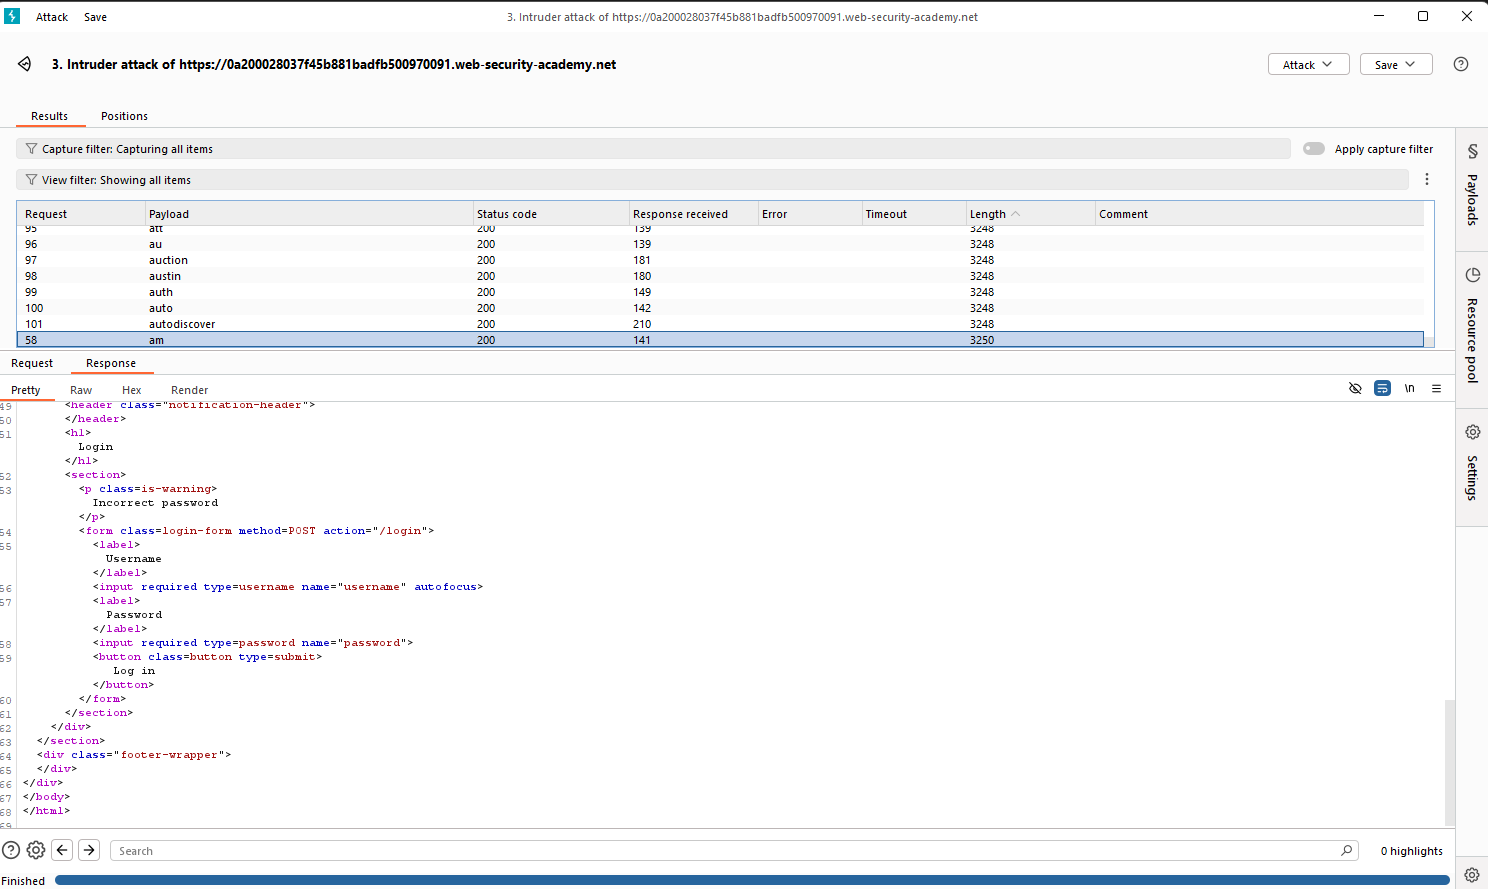 Attack Save 3. Intruder attack of https://0a200028037f45b881badfb500970091.web-security-academy.net
3. Intruder attack of https://0a200028037f45b881badfb500970091.web-security-academy.net Attack Save
Results Positions
Capture filter: Capturing all items Apply capture filter
View filter: Showing all items
Request Payload Status code Response received Error Timeout Length Comment
95 att 200 139 3248
96 au 200 139 3248
97 auction 200 181 3248
98 austin 200 180 3248
99 auth 200 149 3248
100 auto 200 142 3248
101 autodiscover 200 210 3248
58 am 200 141 3250
Payloads
Resource pool
Settings
Request Response
Pretty Raw Hex Render \n
49 <header class="notification-header">
50 </header>
51 <h1>
Login
</h1>
52 <section>
53 <p class=is-warning>
Incorrect password
</p>
54 <form class=login-form method=POST action="/login">
55 <label>
Username
</label>
56 <input required type=username name="username" autofocus>
57 <label>
Password
</label>
58 <input required type=password name="password">
59 <button class=button type=submit>
Log in
</button>
60 </form>
61 </section>
62 </div>
63 </section>
64 <div class="footer-wrapper">
65 </div>
66 </div>
67 </body>
68 </html>
69
Search 0 highlights
Finished